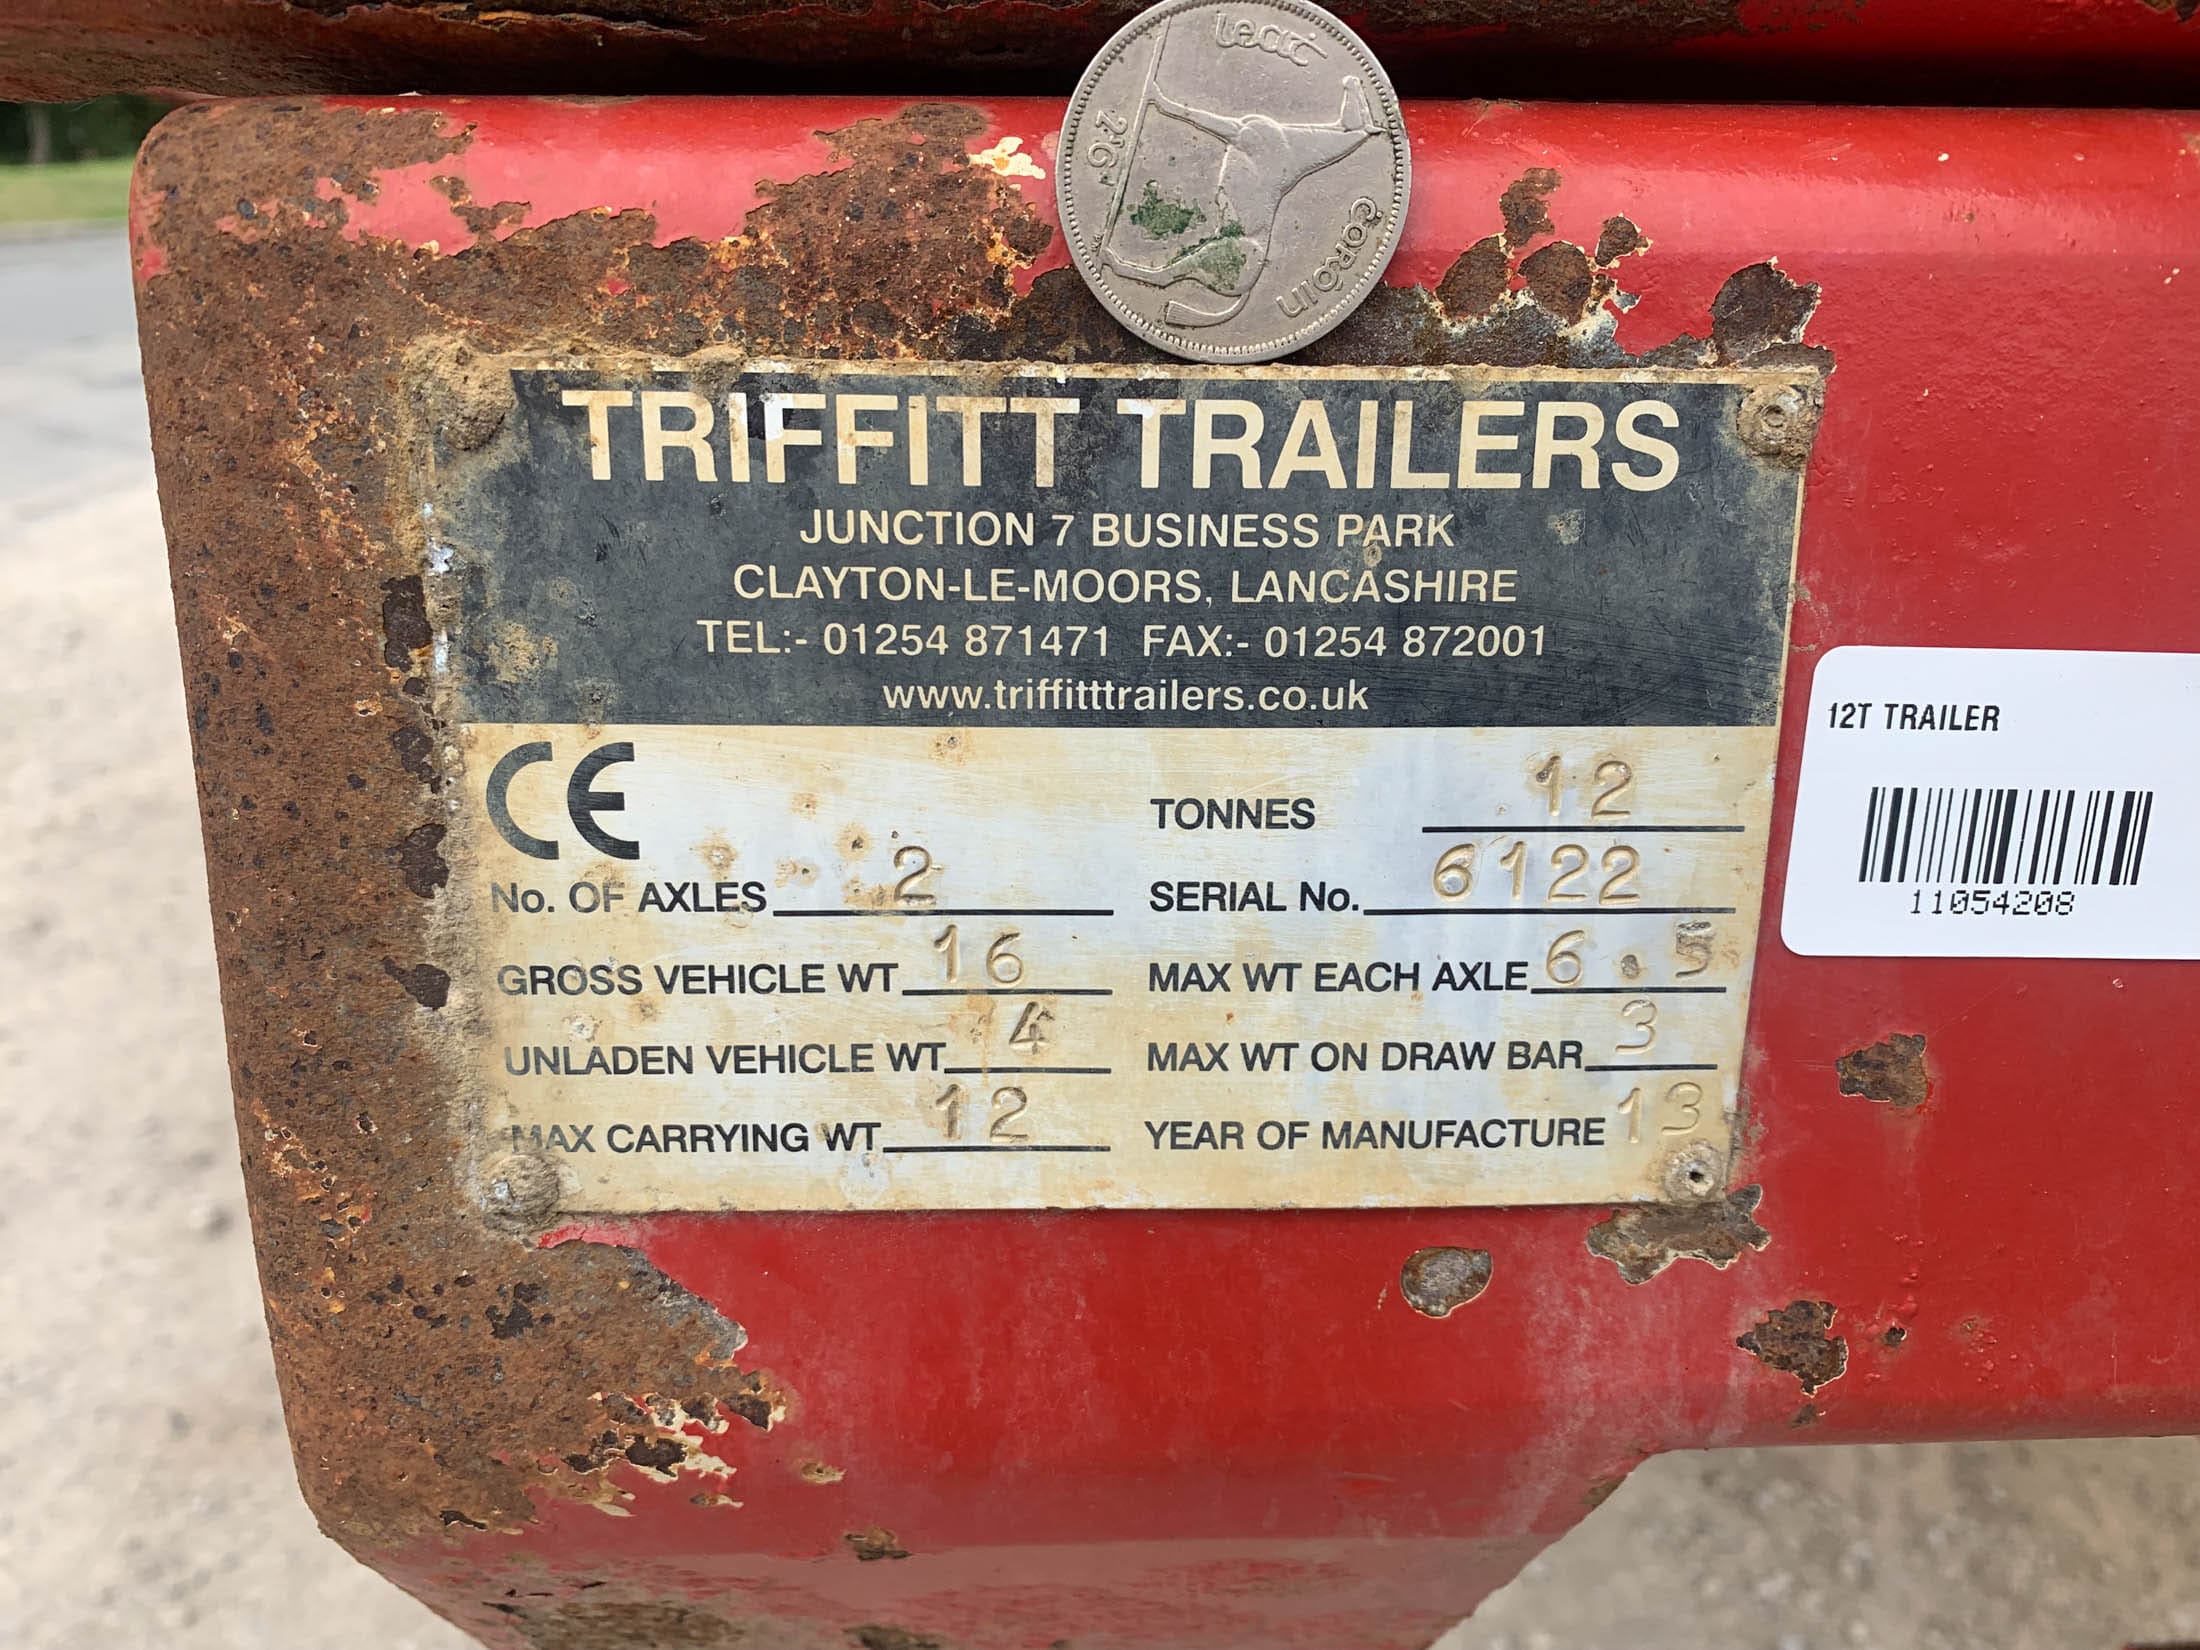 leat
2s6d
coróin
TRIFFITT TRAILERS
JUNCTION 7 BUSINESS PARK
CLAYTON-LE-MOORS, LANCASHIRE
TEL:- 01254 871471 FAX:- 01254 872001
www.triffitttrailers.co.uk
CE
TONNES 12
No. OF AXLES 2
SERIAL No. 6122
GROSS VEHICLE WT 16
MAX WT EACH AXLE 6.5
UNLADEN VEHICLE WT 4
MAX WT ON DRAW BAR 3
MAX CARRYING WT 12
YEAR OF MANUFACTURE 13
12T TRAILER
11054208